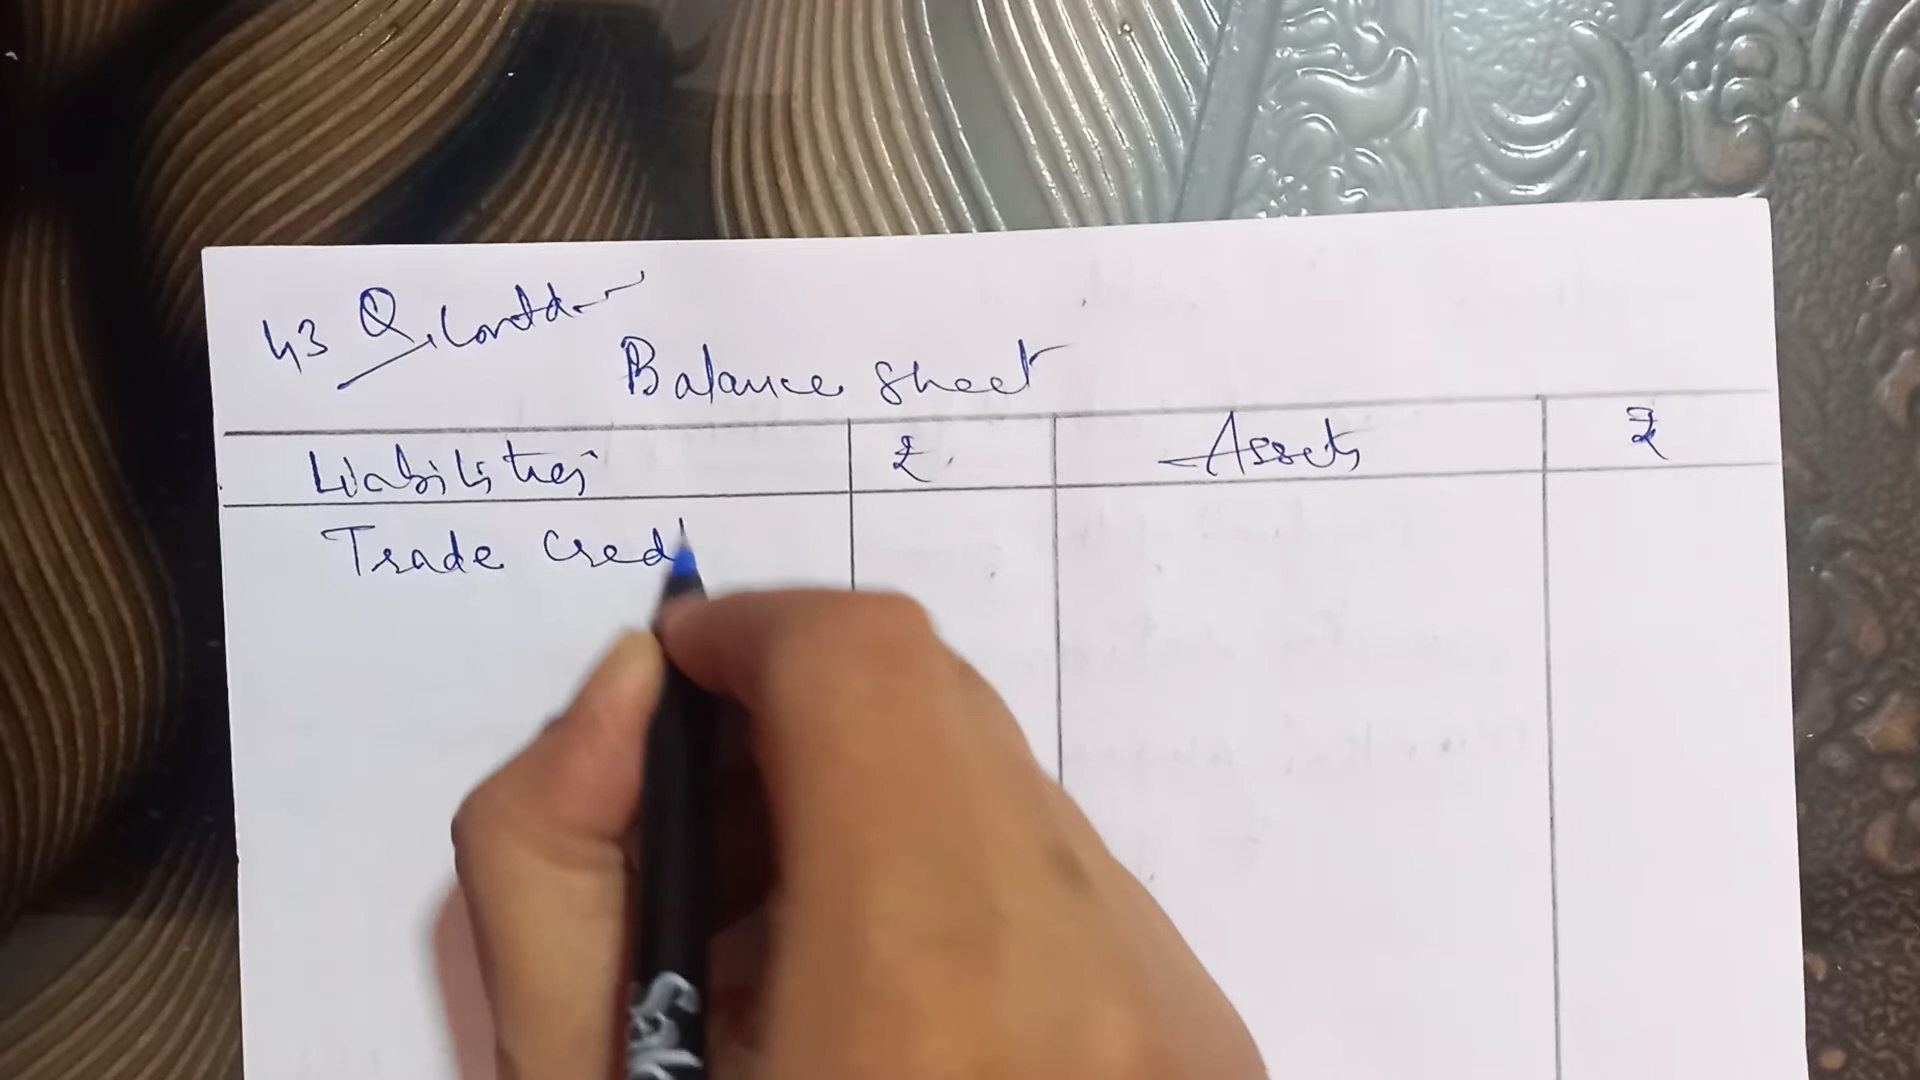 43 Q. Contd
Balance sheet
Liabilities ₹ Assets ₹
Trade Cred